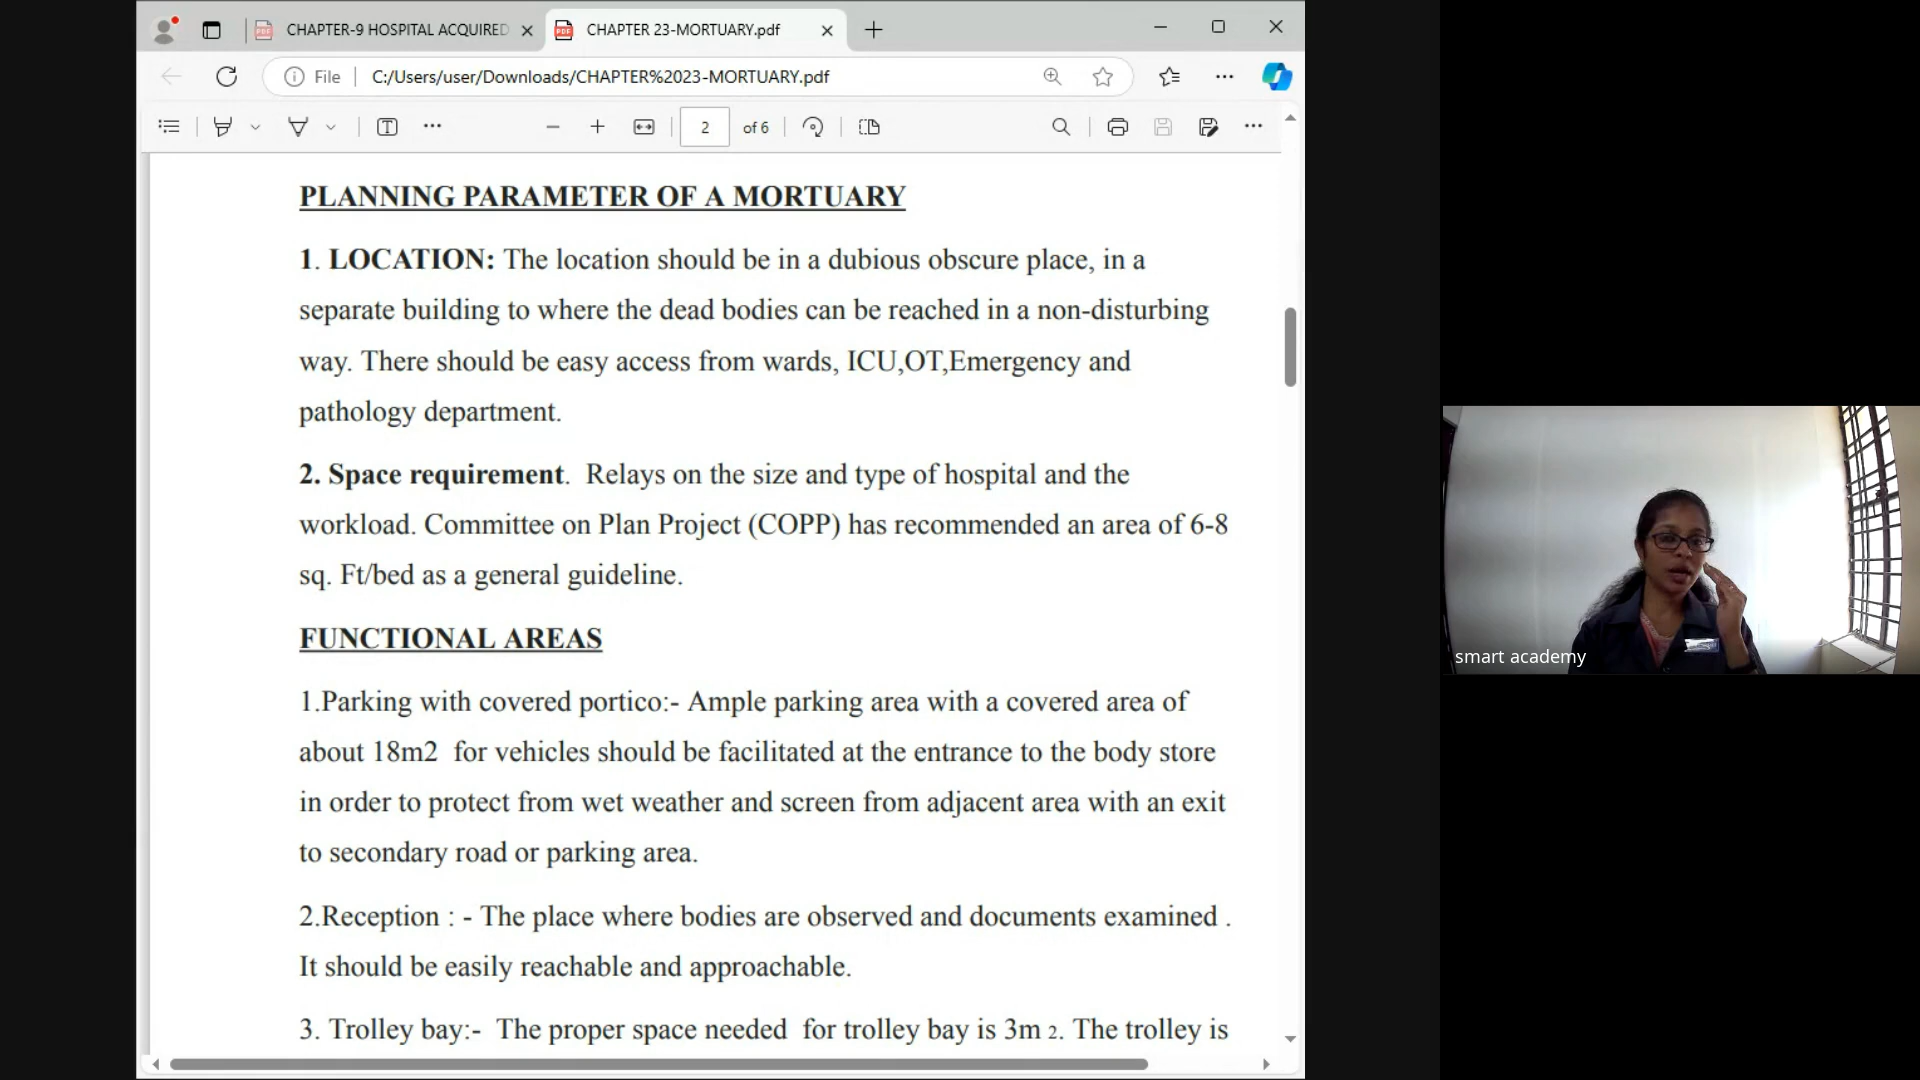 CHAPTER-9 HOSPITAL ACQUIRED
CHAPTER 23-MORTUARY.pdf
File
C:/Users/user/Downloads/CHAPTER%2023-MORTUARY.pdf
2
of 6
PLANNING PARAMETER OF A MORTUARY
1. LOCATION: The location should be in a dubious obscure place, in a
separate building to where the dead bodies can be reached in a non-disturbing
way. There should be easy access from wards, ICU,OT,Emergency and
pathology department.
2. Space requirement. Relays on the size and type of hospital and the
workload. Committee on Plan Project (COPP) has recommended an area of 6-8
sq. Ft/bed as a general guideline.
FUNCTIONAL AREAS
1.Parking with covered portico:- Ample parking area with a covered area of
about 18m2 for vehicles should be facilitated at the entrance to the body store
in order to protect from wet weather and screen from adjacent area with an exit
to secondary road or parking area.
2.Reception : - The place where bodies are observed and documents examined .
It should be easily reachable and approachable.
3. Trolley bay:- The proper space needed for trolley bay is 3m 2. The trolley is
smart academy